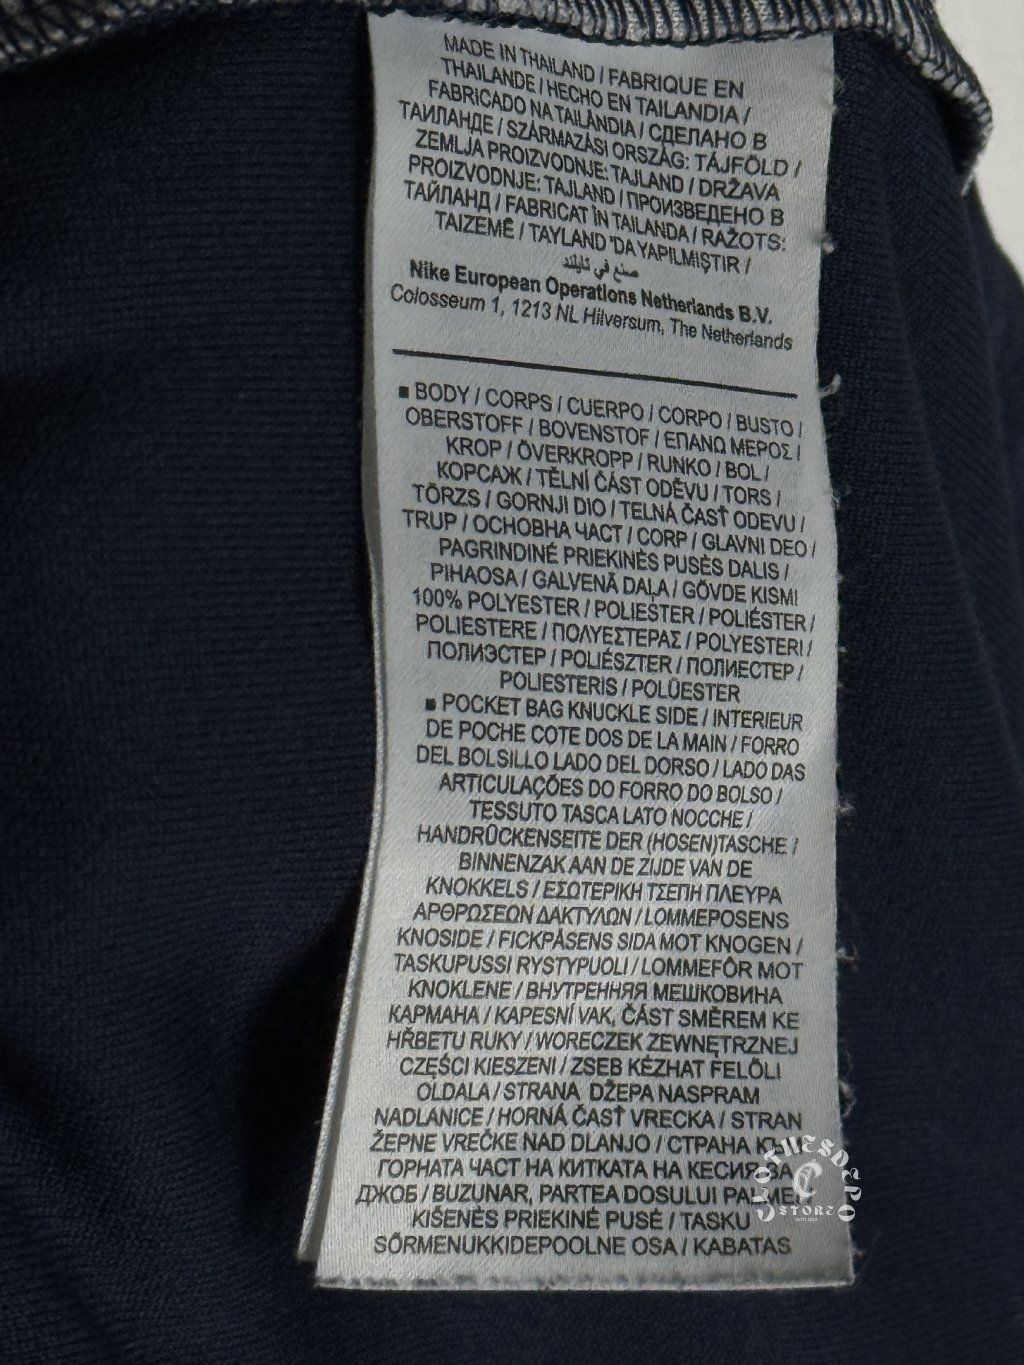 MADE IN THAILAND / FABRIQUE EN
THAILANDE / HECHO EN TAILANDIA /
FABRICADO NA TAILÂNDIA / СДЕЛАНО В
ТАИЛАНДЕ / SZÁRMAZÁSI ORSZÁG: TÁJFÖLD /
ZEMLJA PROIZVODNJE: TAJLAND / DRŽAVA
PROIZVODNJE: TAJLAND / ПРОИЗВЕДЕНО В
ТАЙЛАНД / FABRICAT ÎN TAILANDA / RAŽOTS:
TAIZEMĒ / TAYLAND 'DA YAPILMIŞTIR /
صنع في تايلند
Nike European Operations Netherlands B.V.
Colosseum 1, 1213 NL Hilversum, The Netherlands
■ BODY / CORPS / CUERPO / CORPO / BUSTO /
OBERSTOFF / BOVENSTOF / ΕΠΑΝΩ ΜΕΡΟΣ /
KROP / ÖVERKROPP / RUNKO / BOL /
КОРСАЖ / TĚLNÍ ČÁST ODĚVU / TORS /
TÖRZS / GORNJI DIO / TELNÁ ČASŤ ODEVU /
TRUP / ОСНОВНА ЧАСТ / CORP / GLAVNI DEO /
PAGRINDINĖ PRIEKINĖS PUSĖS DALIS /
PIHAOSA / GALVENĀ DAĻA / GÖVDE KISMI
100% POLYESTER / POLIESTER / POLIÉSTER /
POLIESTERE / ΠΟΛΥΕΣΤΕΡΑΣ / POLYESTERI /
ПОЛИЭСТЕР / POLIÉSZTER / ПОЛИЕСТЕР /
POLIESTERIS / POLÜESTER
■ POCKET BAG KNUCKLE SIDE / INTERIEUR
DE POCHE COTE DOS DE LA MAIN / FORRO
DEL BOLSILLO LADO DEL DORSO / LADO DAS
ARTICULAÇÕES DO FORRO DO BOLSO /
TESSUTO TASCA LATO NOCCHE /
HANDRÜCKENSEITE DER (HOSEN)TASCHE /
BINNENZAK AAN DE ZIJDE VAN DE
KNOKKELS / ΕΣΩΤΕΡΙΚΗ ΤΣΕΠΗ ΠΛΕΥΡΑ
ΑΡΘΡΩΣΕΩΝ ΔΑΚΤΥΛΩΝ / LOMMEPOSENS
KNOSIDE / FICKPÅSENS SIDA MOT KNOGEN /
TASKUPUSSI RYSTYPUOLI / LOMMEFÔR MOT
KNOKLENE / ВНУТРЕННЯЯ МЕШКОВИНА
КАРМАНА / KAPESNÍ VAK, ČÁST SMĚREM KE
HŘBETU RUKY / WORECZEK ZEWNĘTRZNEJ
CZĘŚCI KIESZENI / ZSEB KÉZHÁT FELŐLI
OLDALA / STRANA DŽEPA NASPRAM
NADLANICE / HORNÁ ČASŤ VRECKA / STRAN
ŽEPNE VREČKE NAD DLANJO / СТРАНА КЪМ
ГОРНАТА ЧАСТ НА КИТКАТА НА КЕСИЯ ЗА
ДЖОБ / BUZUNAR, PARTEA DOSULUI PALMEI
KIŠENĖS PRIEKINĖ PUSĖ / TASKU
SÕRMENUKKIDEPOOLNE OSA / KABATAS
CLOTHESDEPO
STORE